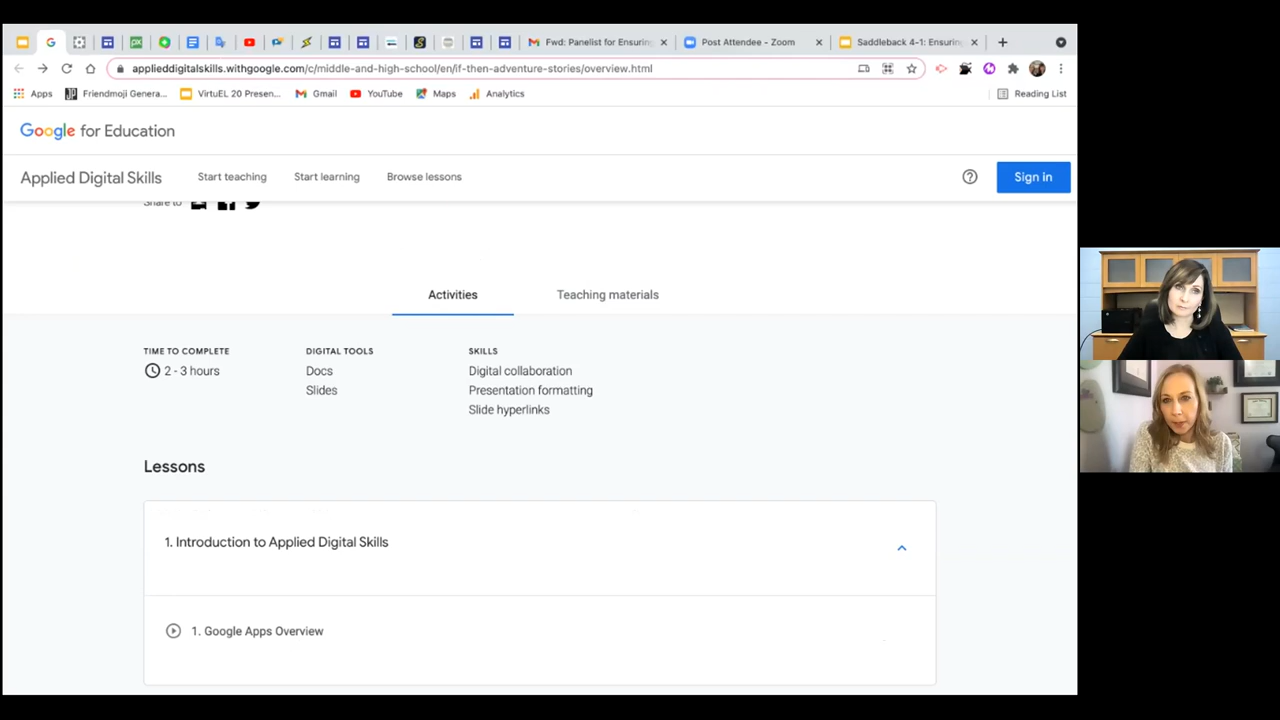 Fwd: Panelist for Ensuring
Post Attendee - Zoom
Saddleback 4-1: Ensuring
applieddigitalskills.withgoogle.com/c/middle-and-high-school/en/if-then-adventure-stories/overview.html
Apps
Friendmoji Genera...
VirtuEL 20 Presen...
Gmail
YouTube
Maps
Analytics
Reading List
Google for Education
Applied Digital Skills
Start teaching
Start learning
Browse lessons
Sign in
Share to
Activities
Teaching materials
TIME TO COMPLETE
2 - 3 hours
DIGITAL TOOLS
Docs
Slides
SKILLS
Digital collaboration
Presentation formatting
Slide hyperlinks
Lessons
1. Introduction to Applied Digital Skills
1. Google Apps Overview